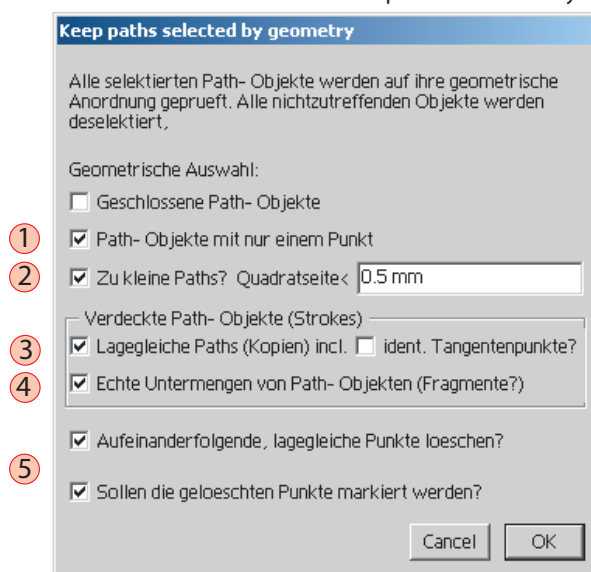 Keep paths selected by geometry
Alle selektierten Path- Objekte werden auf ihre geometrische
Anordnung geprueft. Alle nichtzutreffenden Objekte werden
deselektiert,
Geometrische Auswahl:
Geschlossene Path- Objekte
1 Path- Objekte mit nur einem Punkt
2 Zu kleine Paths? Quadratseite< 0.5 mm
Verdeckte Path- Objekte (Strokes)
3 Lagegleiche Paths (Kopien) incl. ident. Tangentenpunkte?
4 Echte Untermengen von Path- Objekten (Fragmente?)
Aufeinanderfolgende, lagegleiche Punkte loeschen?
5
Sollen die geloeschten Punkte markiert werden?
Cancel OK